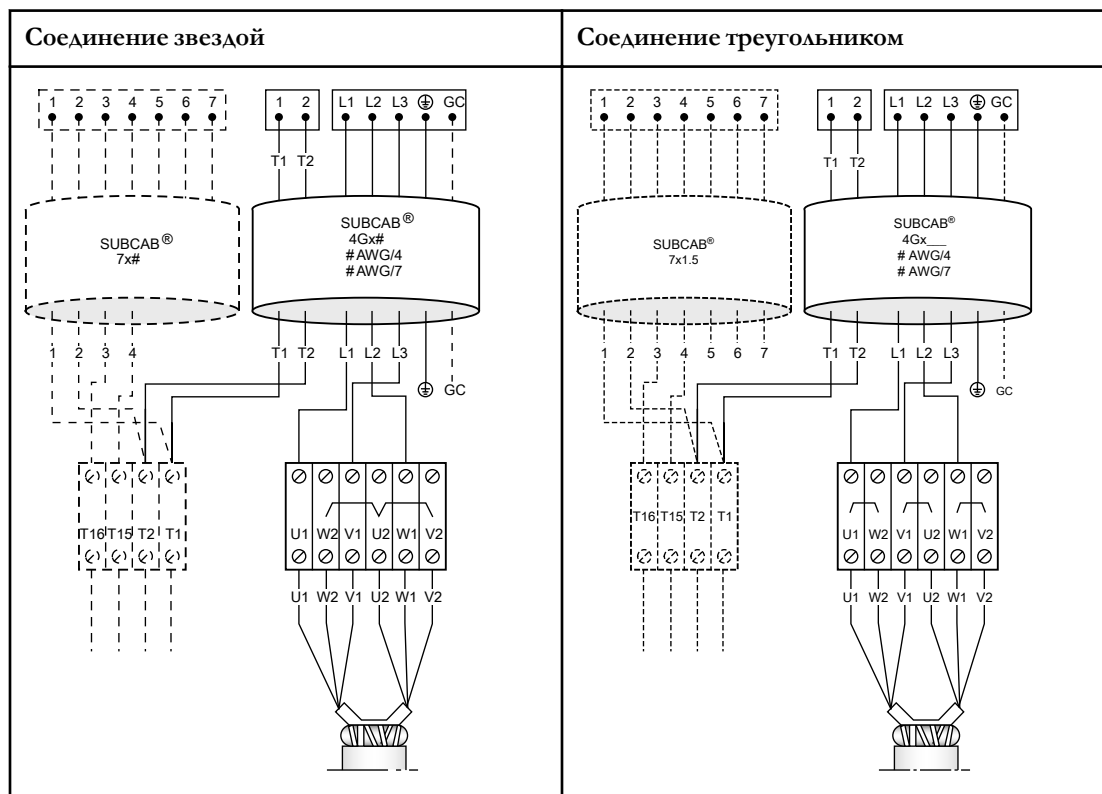 Соединение звездой
1 2 3 4 5 6 7 1 2 L1 L2 L3 GC
T1 T2
SUBCAB®
7x#
SUBCAB®
4Gx#
# AWG/4
# AWG/7
1 2 3 4 T1 T2 L1 L2 L3
GC
T16 T15 T2 T1 U1 W2 V1 U2 W1 V2
U1 W2 V1 U2 W1 V2
Соединение треугольником
1 2 3 4 5 6 7 1 2 L1 L2 L3 GC
T1 T2
SUBCAB®
7x1.5
SUBCAB®
4Gx___
# AWG/4
# AWG/7
1 2 3 4 5 6 7 T1 T2 L1 L2 L3
GC
T16 T15 T2 T1 U1 W2 V1 U2 W1 V2
U1 W2 V1 U2 W1 V2